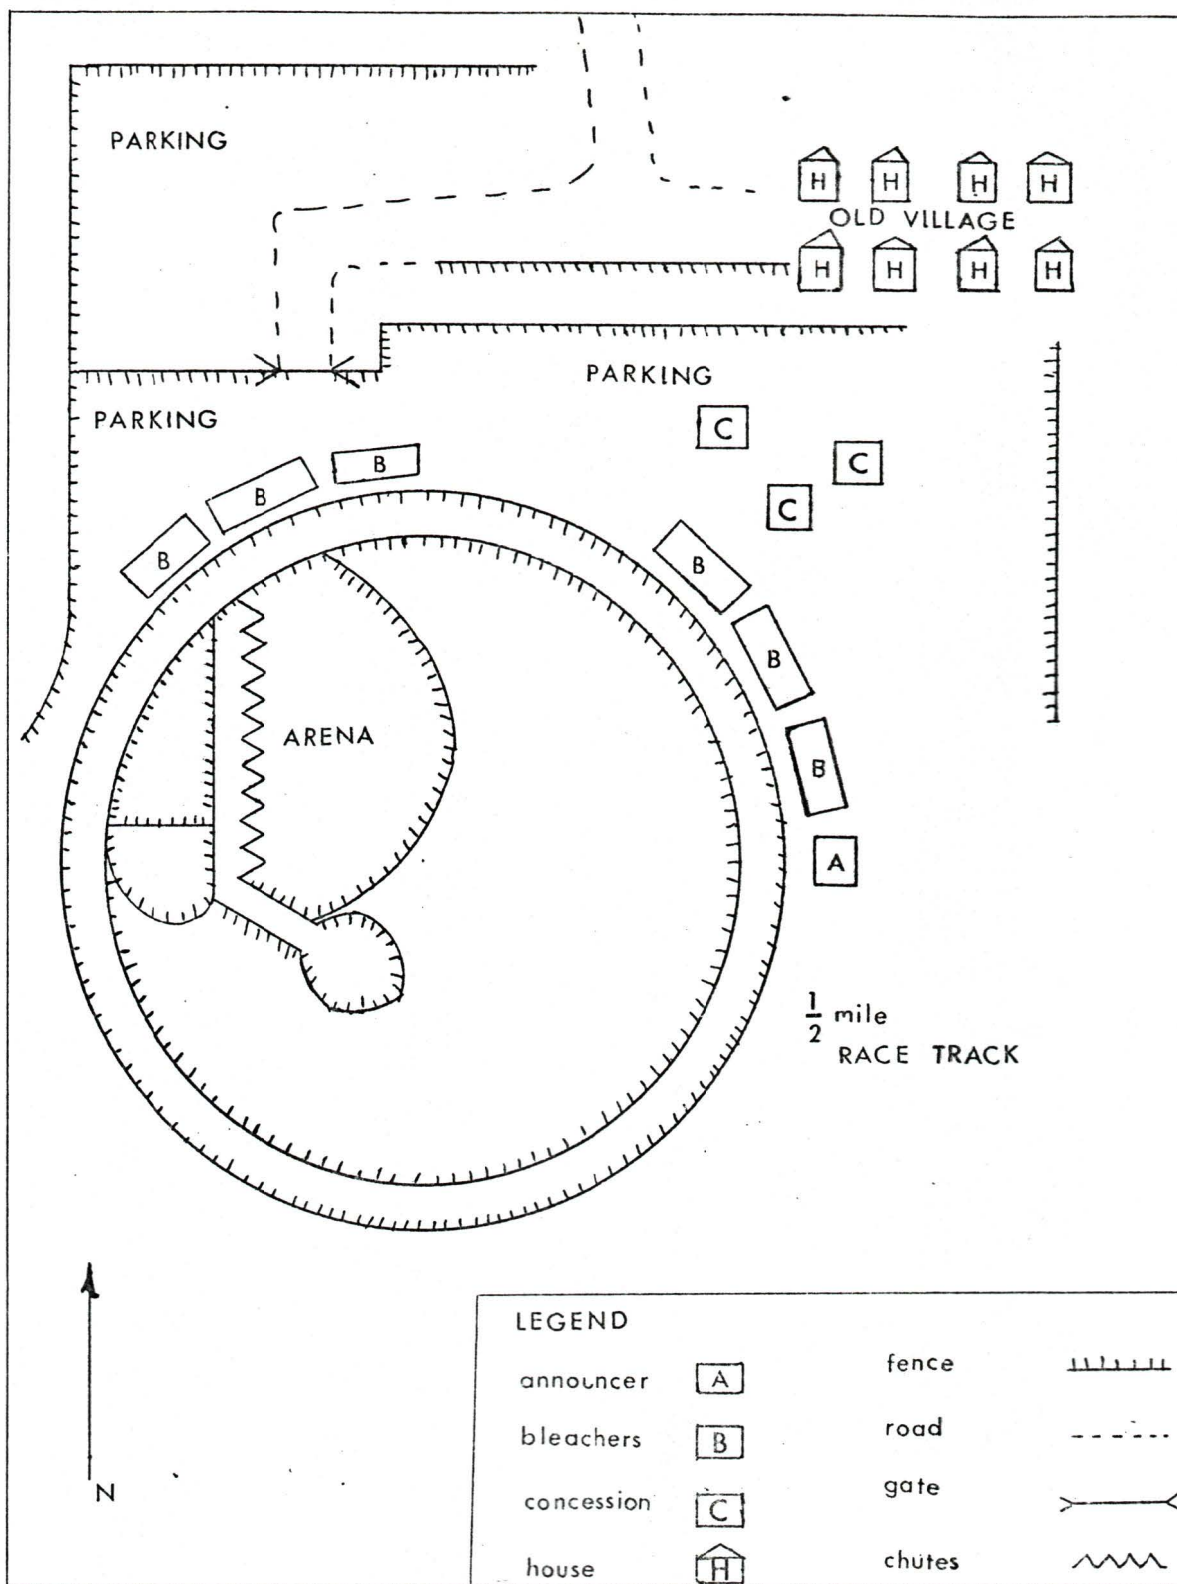 PARKING
H H H H
OLD VILLAGE
H H H H
PARKING
PARKING
C
C
C
B
B
B
B
B
B
ARENA
A
1/2 mile
RACE TRACK
N
LEGEND
announcer A
bleachers B
concession C
house H
fence
road
gate
chutes